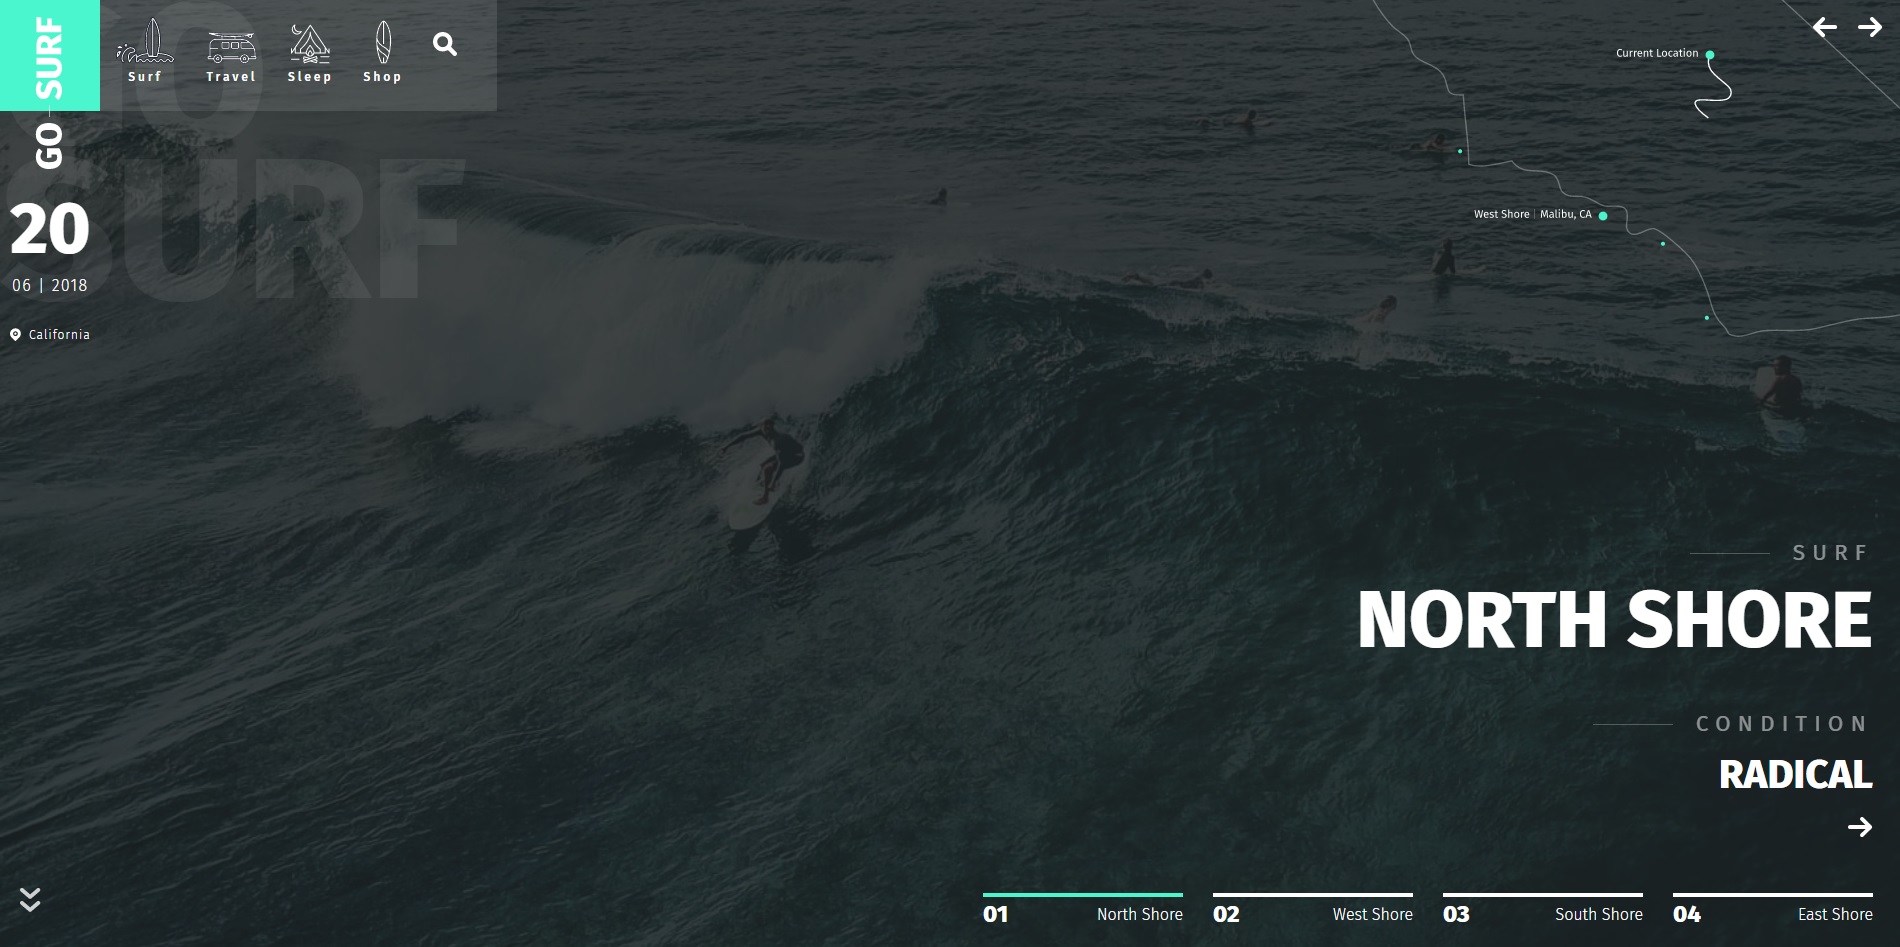 GO SURF
GO
SURF
Surf
Travel
Sleep
Shop
20
06 | 2018
California
Current Location
West Shore | Malibu, CA
SURF
NORTH SHORE
CONDITION
RADICAL
01 North Shore
02 West Shore
03 South Shore
04 East Shore